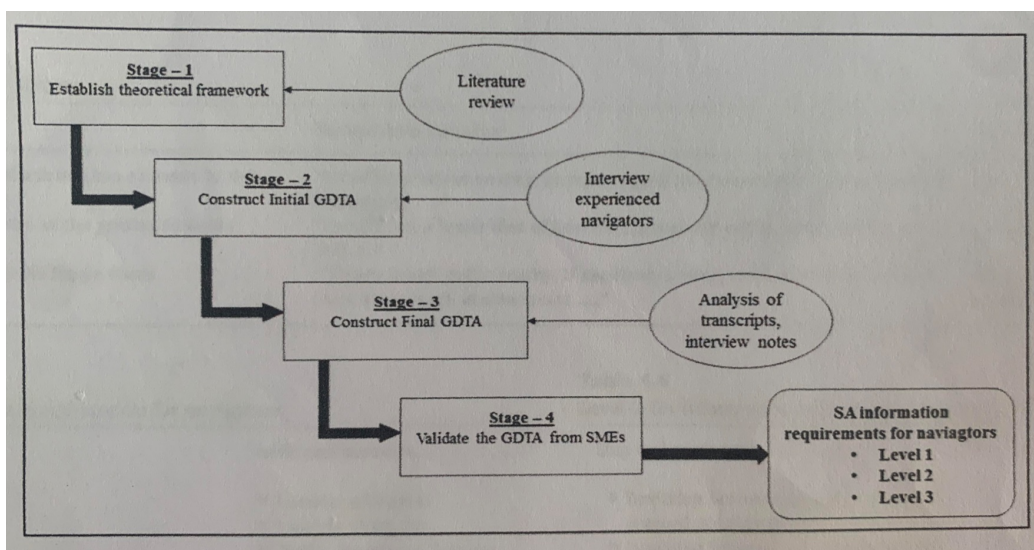 Stage – 1
Establish theoretical framework
Literature
review
Stage – 2
Construct Initial GDTA
Interview
experienced
navigators
Stage – 3
Construct Final GDTA
Analysis of
transcripts,
interview notes
Stage – 4
Validate the GDTA from SMEs
SA information
requirements for naviagtors
• Level 1
• Level 2
• Level 3